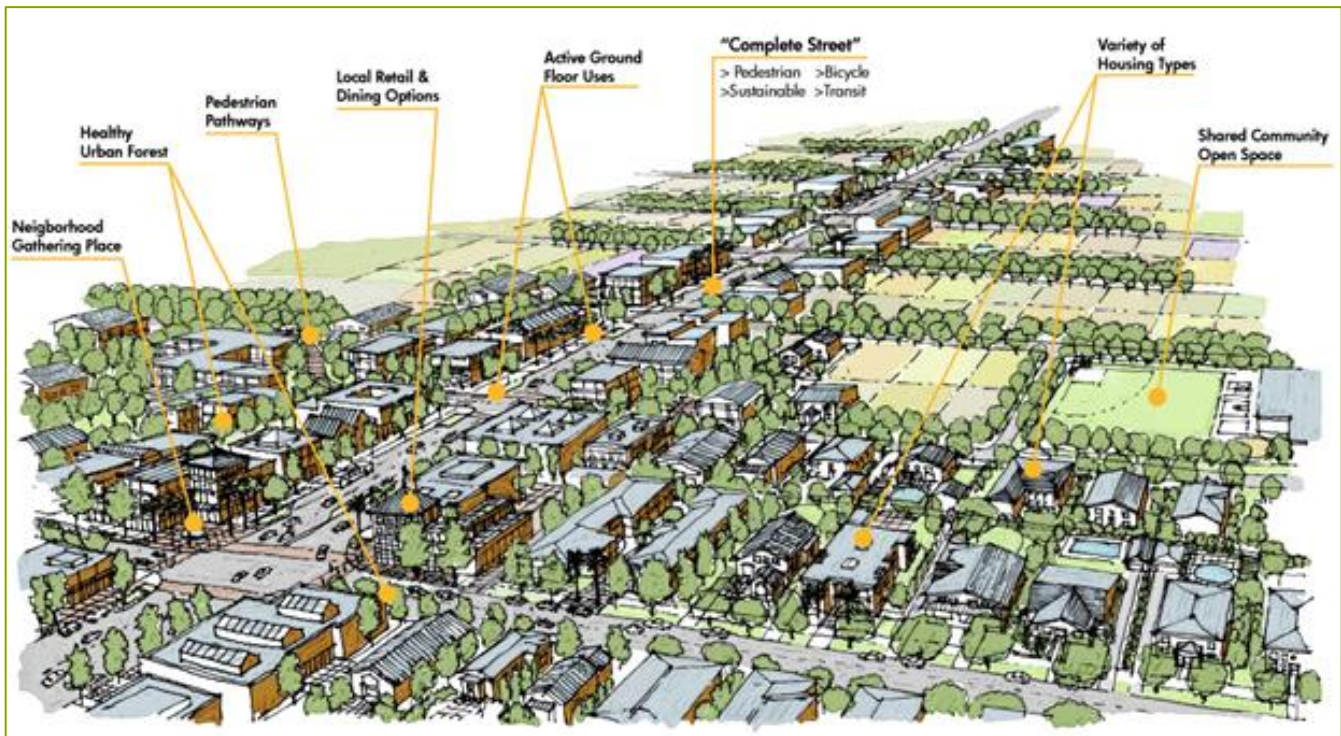 "Complete Street"
> Pedestrian >Bicycle
>Sustainable >Transit
Variety of
Housing Types
Active Ground
Floor Uses
Local Retail &
Dining Options
Pedestrian
Pathways
Healthy
Urban Forest
Shared Community
Open Space
Neigborhood
Gathering Place